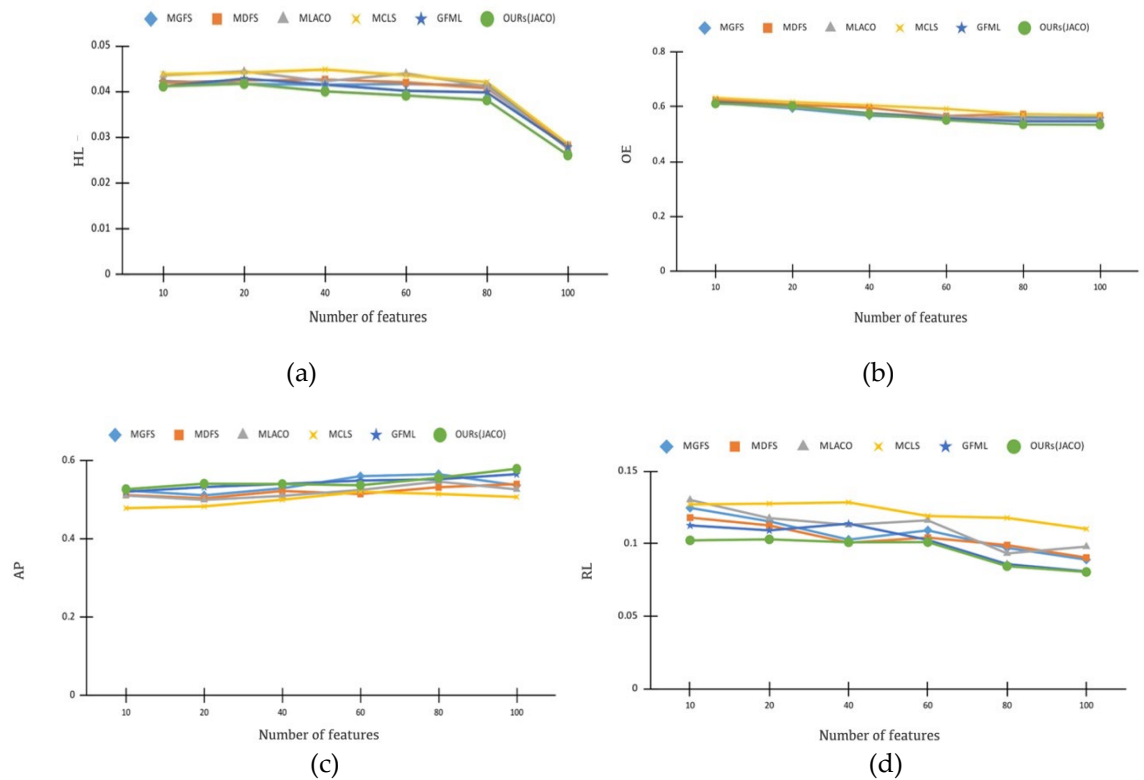 MGFS MDFS MLACO MCLS GFML OURs(JACO)
0.05
0.04
0.03
0.02
0.01
0
HL –
10 20 40 60 80 100
Number of features
(a)
MGFS MDFS MLACO MCLS GFML OURs(JACO)
0.8
0.6
0.4
0.2
0
OE
10 20 40 60 80 100
Number of features
(b)
MGFS MDFS MLACO MCLS GFML OURs(JACO)
0.6
0.4
0.2
0
AP
10 20 40 60 80 100
Number of features
(c)
MGFS MDFS MLACO MCLS GFML OURs(JACO)
0.15
0.1
0.05
0
RL
10 20 40 60 80 100
Number of features
(d)